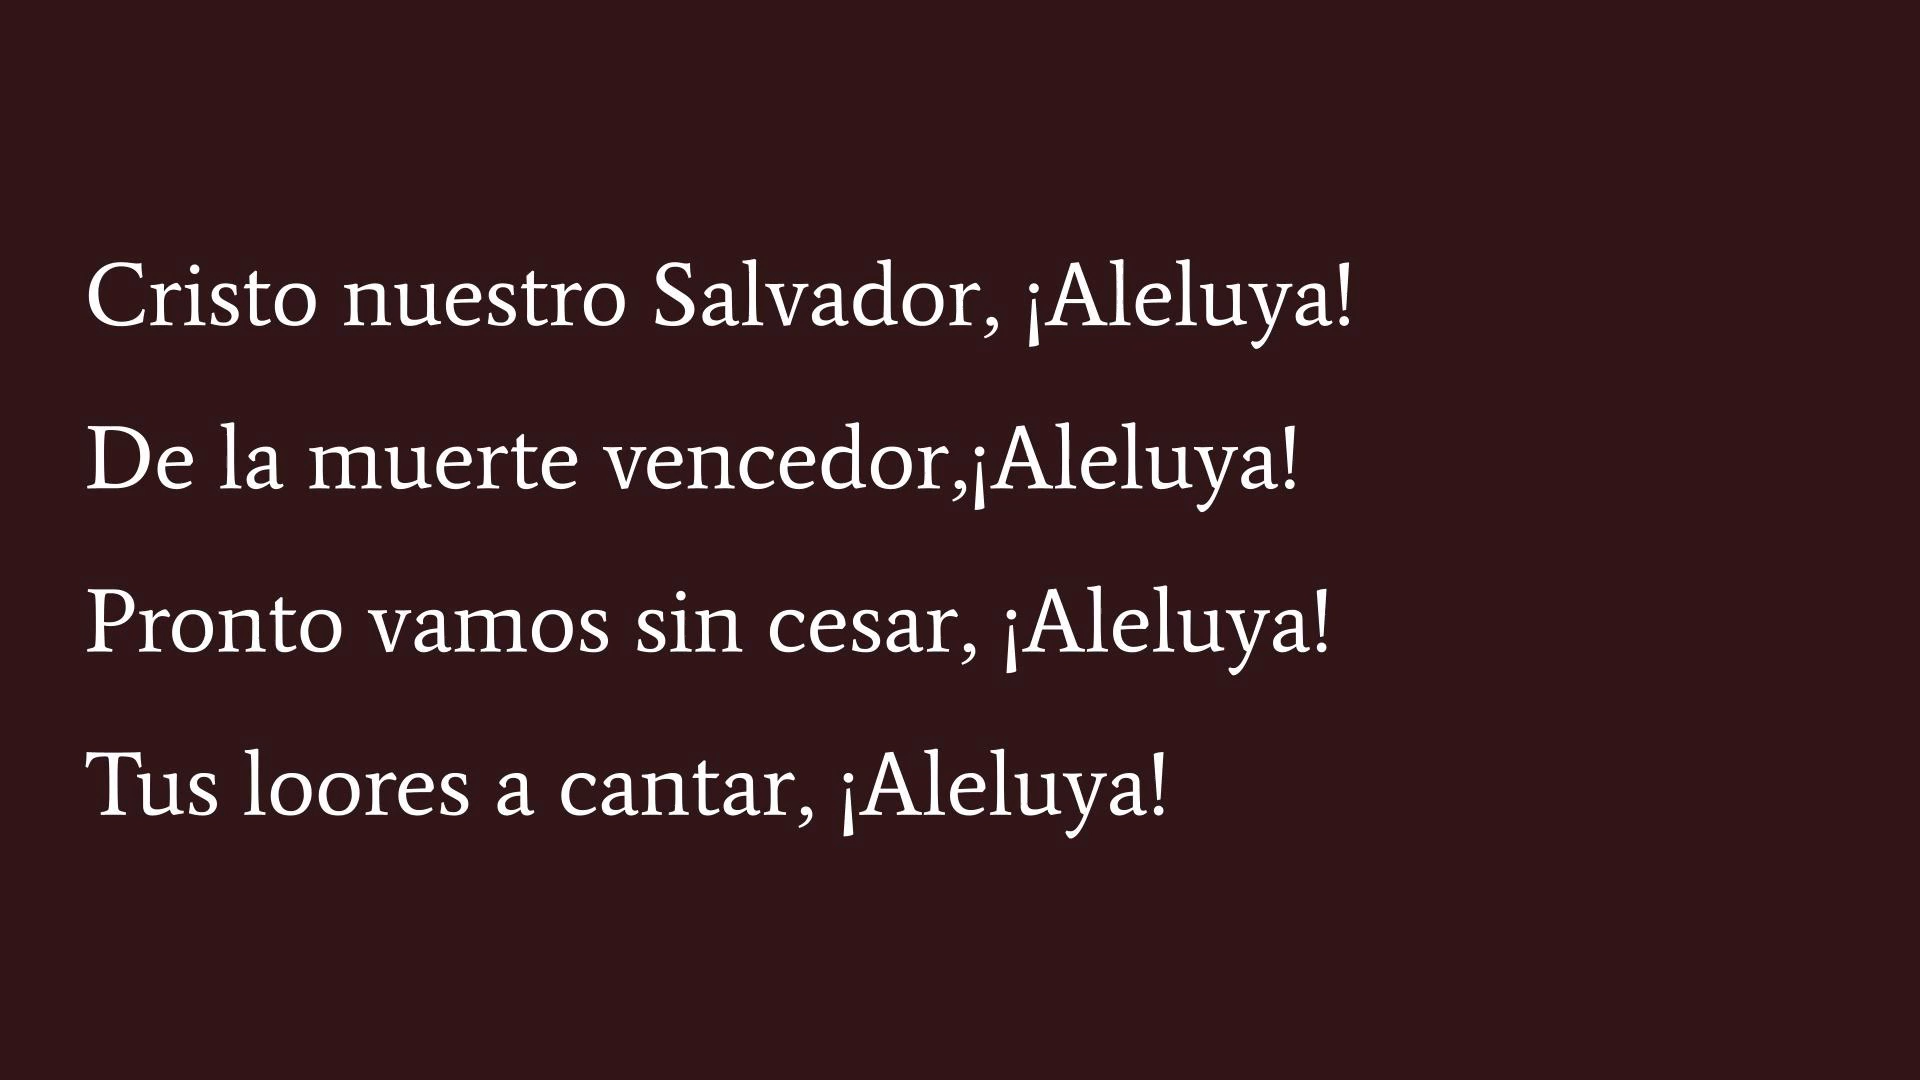 Cristo nuestro Salvador, ¡Aleluya!
De la muerte vencedor,¡Aleluya!
Pronto vamos sin cesar, ¡Aleluya!
Tus loores a cantar, ¡Aleluya!